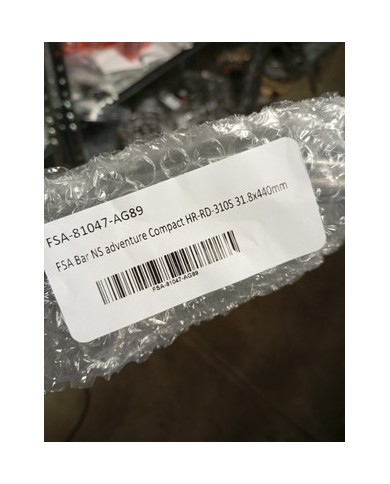 FSA-81047-AG89
FSA Bar NS adventure Compact HR-RD-310S 31.8x440mm
FSA-81047-AG89